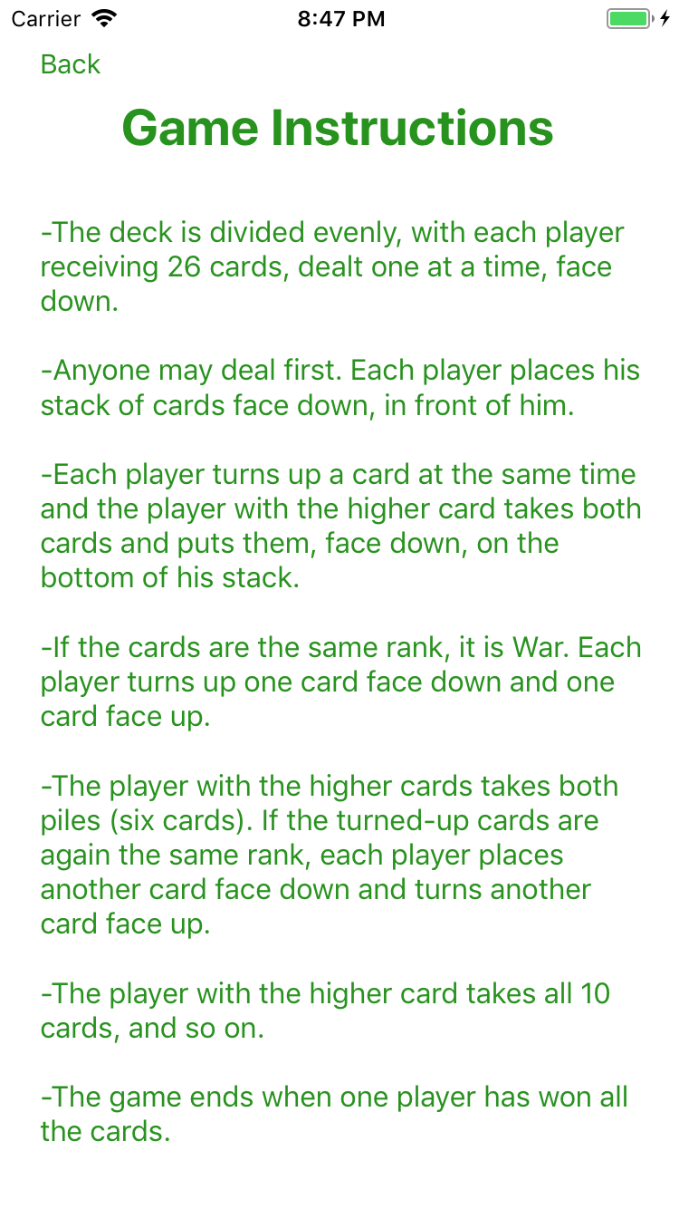 Carrier 8:47 PM
Back
Game Instructions
-The deck is divided evenly, with each player
receiving 26 cards, dealt one at a time, face
down.
-Anyone may deal first. Each player places his
stack of cards face down, in front of him.
-Each player turns up a card at the same time
and the player with the higher card takes both
cards and puts them, face down, on the
bottom of his stack.
-If the cards are the same rank, it is War. Each
player turns up one card face down and one
card face up.
-The player with the higher cards takes both
piles (six cards). If the turned-up cards are
again the same rank, each player places
another card face down and turns another
card face up.
-The player with the higher card takes all 10
cards, and so on.
-The game ends when one player has won all
the cards.